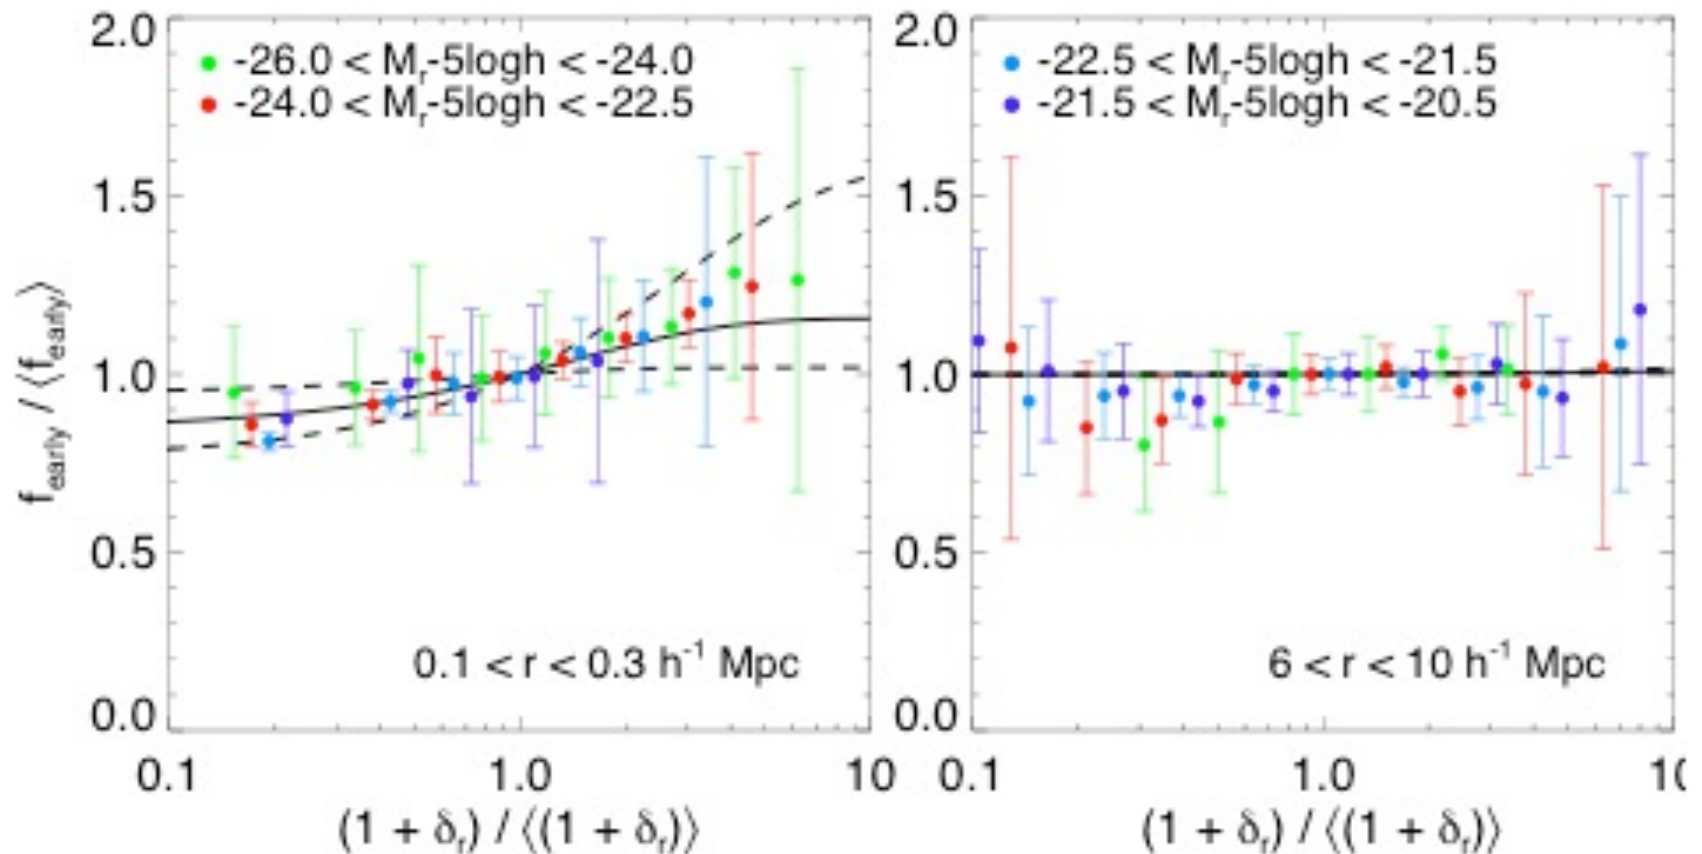 2.0
-26.0 < Mᵣ-5logh < -24.0
-24.0 < Mᵣ-5logh < -22.5
1.5
1.0
0.5
0.0
f_early / ⟨f_early⟩
0.1 < r < 0.3 h⁻¹ Mpc
0.1 1.0 10
(1 + δᵣ) / ⟨(1 + δᵣ)⟩
2.0
-22.5 < Mᵣ-5logh < -21.5
-21.5 < Mᵣ-5logh < -20.5
1.5
1.0
0.5
0.0
6 < r < 10 h⁻¹ Mpc
0.1 1.0 10
(1 + δᵣ) / ⟨(1 + δᵣ)⟩